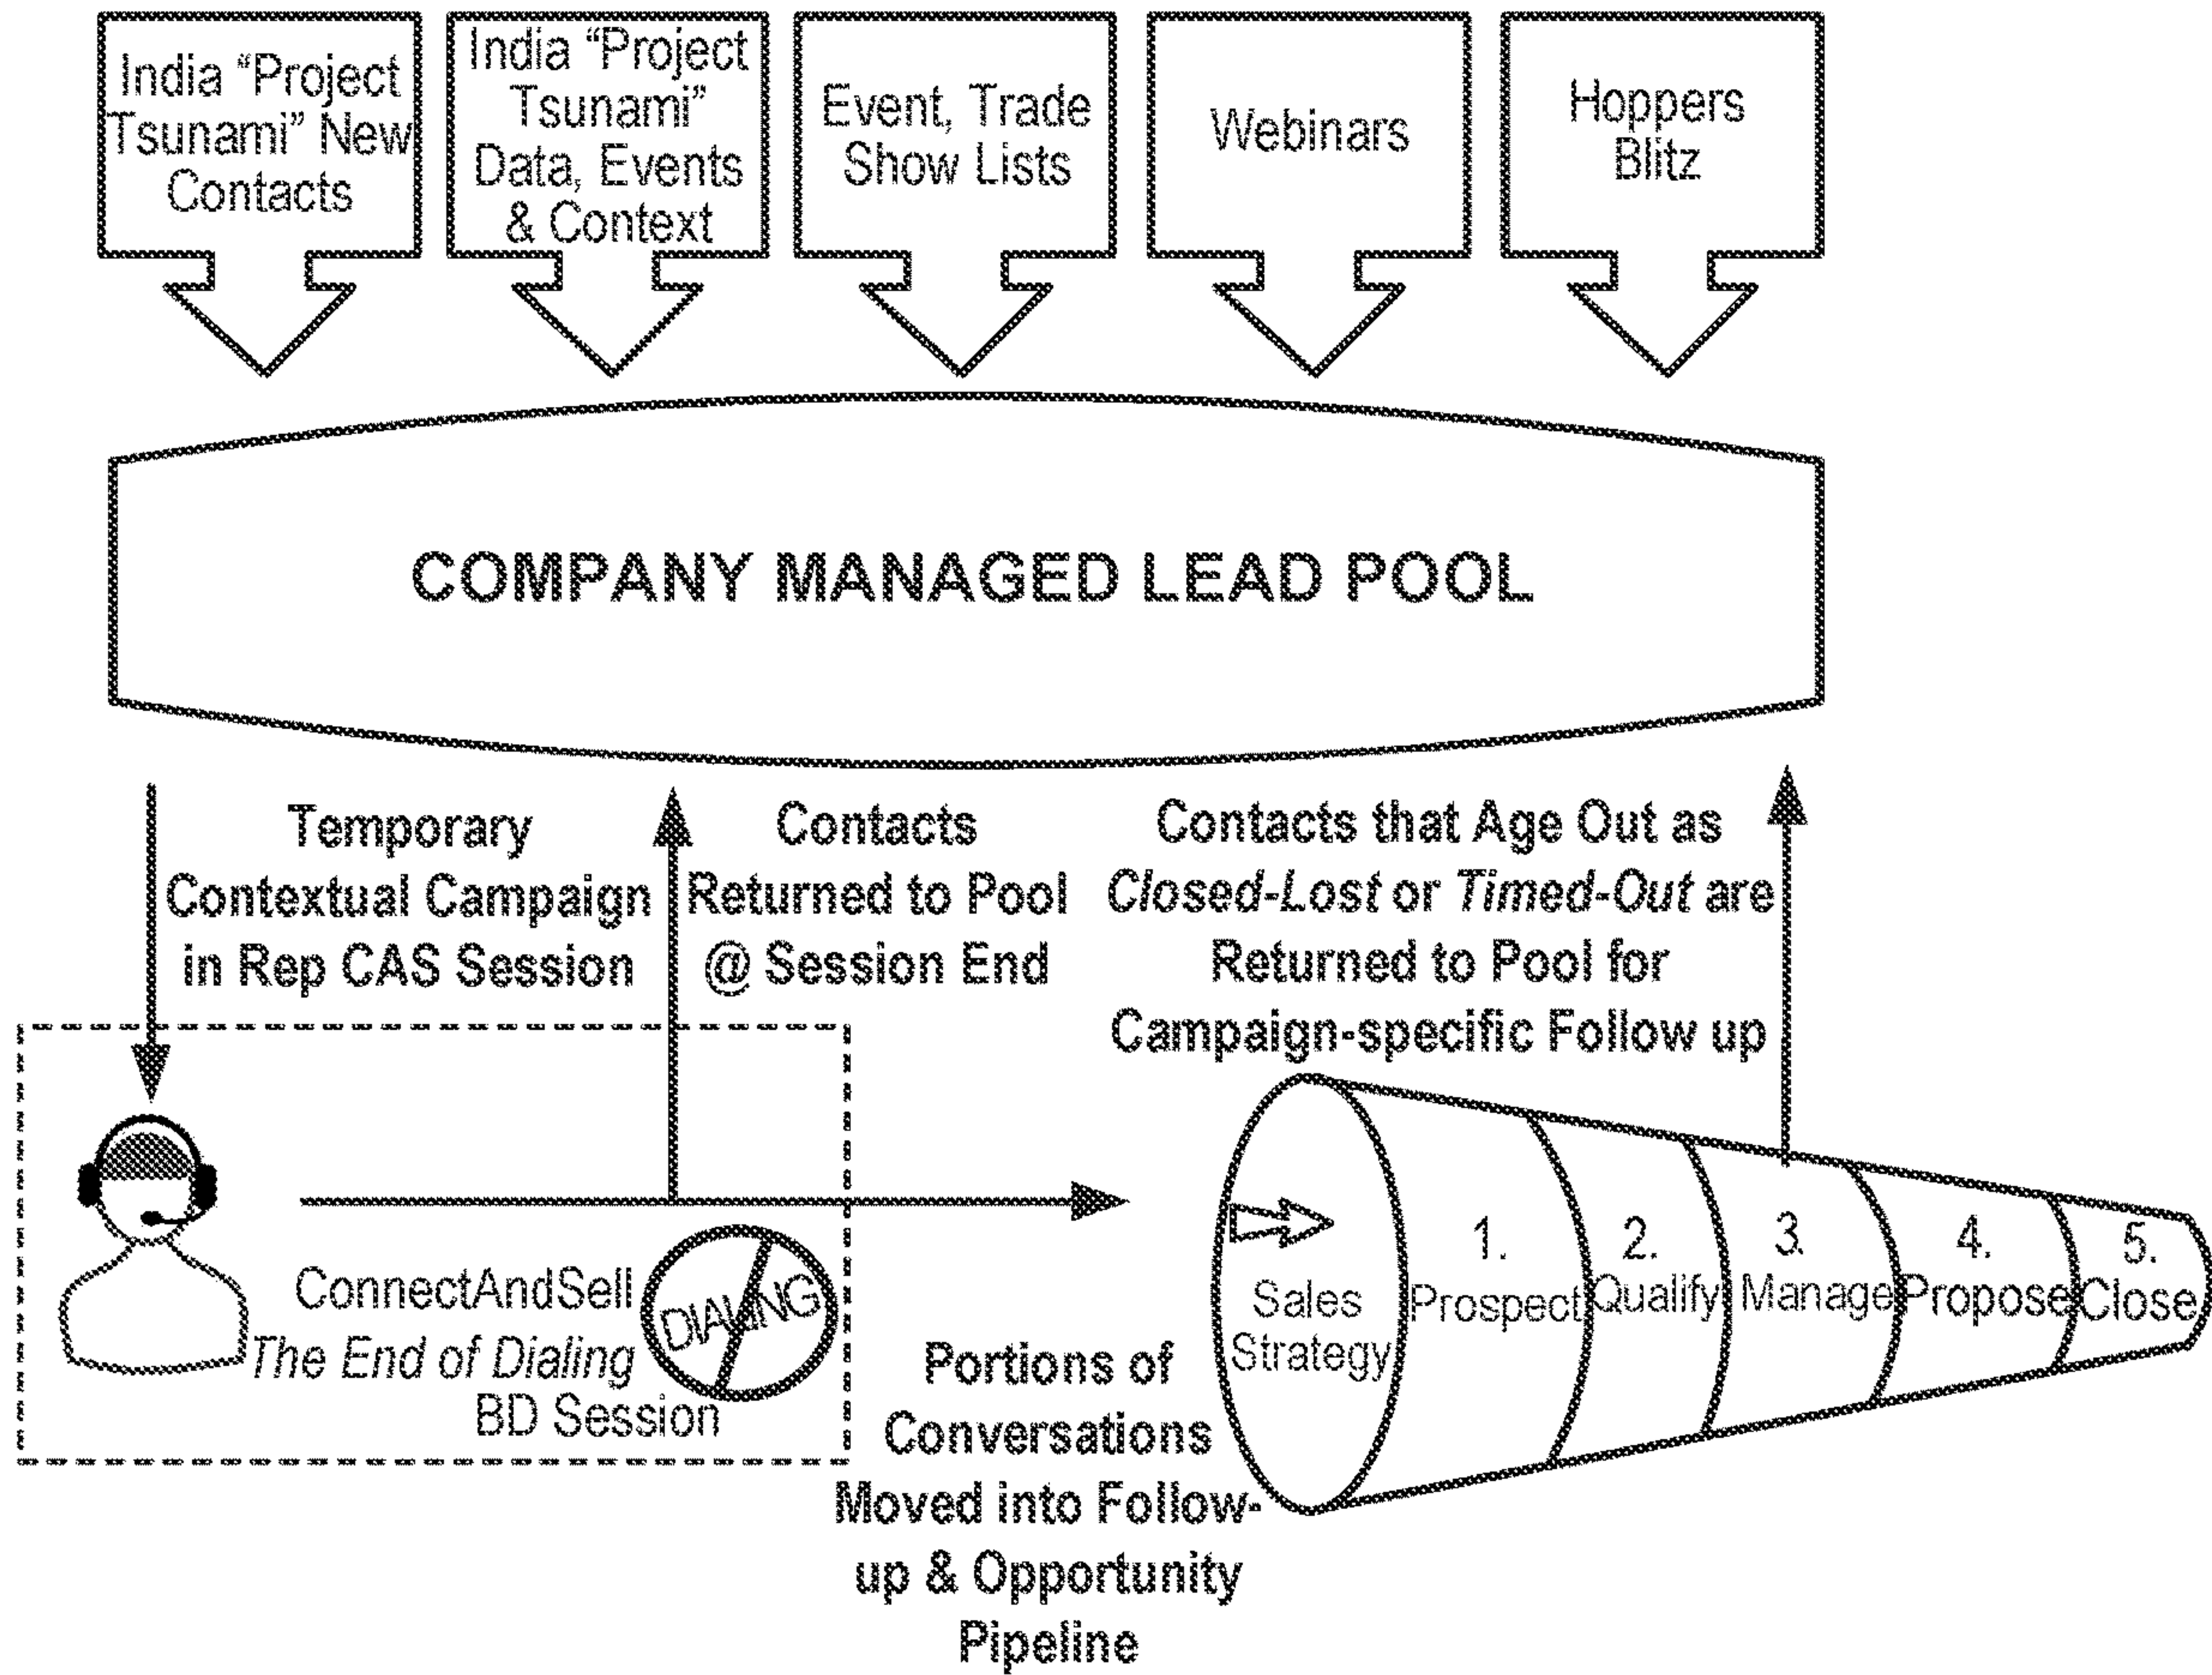 India “Project
Tsunami” New
Contacts
India “Project
Tsunami”
Data, Events
& Context
Event, Trade
Show Lists
Webinars
Hoppers
Blitz
COMPANY MANAGED LEAD POOL
Temporary
Contextual Campaign
in Rep CAS Session
Contacts
Returned to Pool
@ Session End
Contacts that Age Out as
Closed-Lost or Timed-Out are
Returned to Pool for
Campaign-specific Follow up
ConnectAndSell
The End of Dialing
BD Session
DIALING
Portions of
Conversations
Moved into Follow-
up & Opportunity
Pipeline
Sales
Strategy
1.
Prospect
2.
Qualify
3.
Manage
4.
Propose
5.
Close